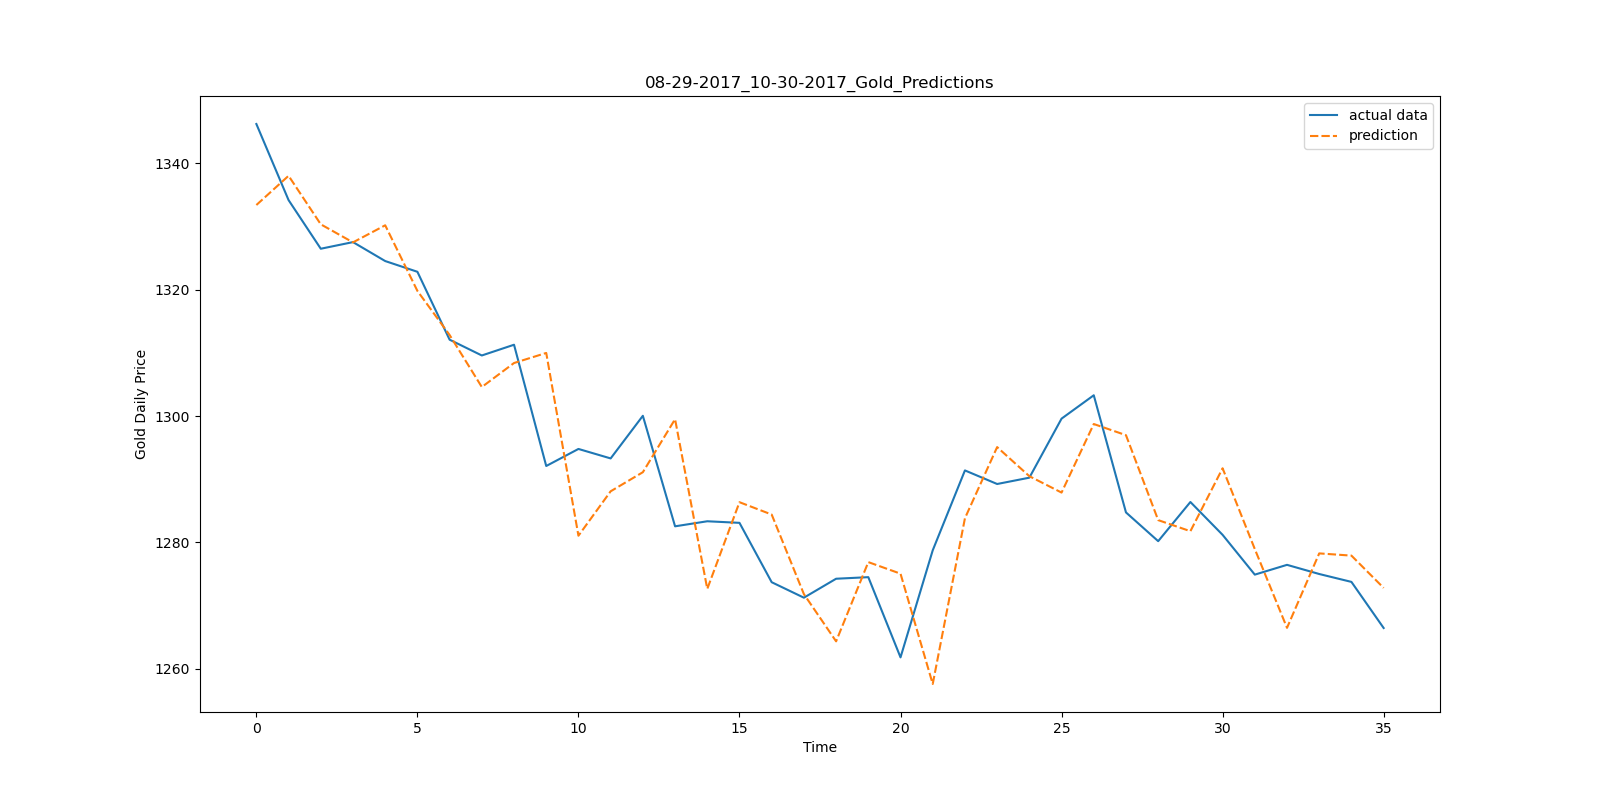 08-29-2017_10-30-2017_Gold_Predictions
actual data
prediction
Gold Daily Price
1340
1320
1300
1280
1260
0 5 10 15 20 25 30 35
Time